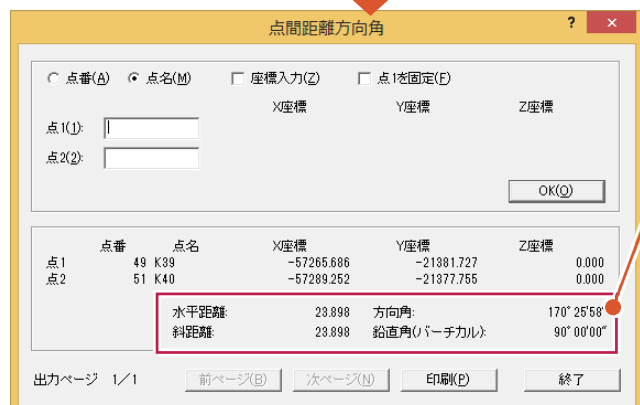 点間距離方向角 ? ×
点番(A) 点名(M) 座標入力(Z) 点1を固定(F)
X座標 Y座標 Z座標
点1(1):
点2(2):
OK(O)
点番 点名 X座標 Y座標 Z座標
点1 49 K39 -57265.686 -21381.727 0.000
点2 51 K40 -57289.252 -21377.755 0.000
水平距離: 23.898 方向角: 170°25'58"
斜距離: 23.898 鉛直角(バーチカル): 90°00'00"
出力ページ 1/1 前ページ(B) 次ページ(N) 印刷(P) 終了